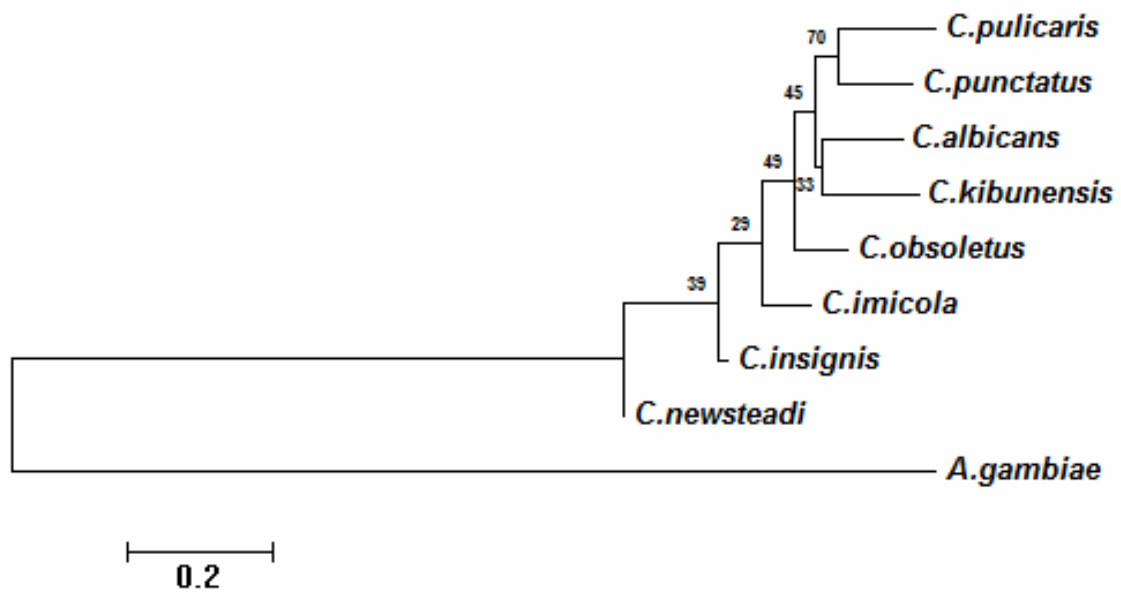 70
C.pulicaris
C.punctatus
45
C.albicans
49
33
C.kibunensis
29
C.obsoletus
39
C.imicola
C.insignis
C.newsteadi
A.gambiae
0.2